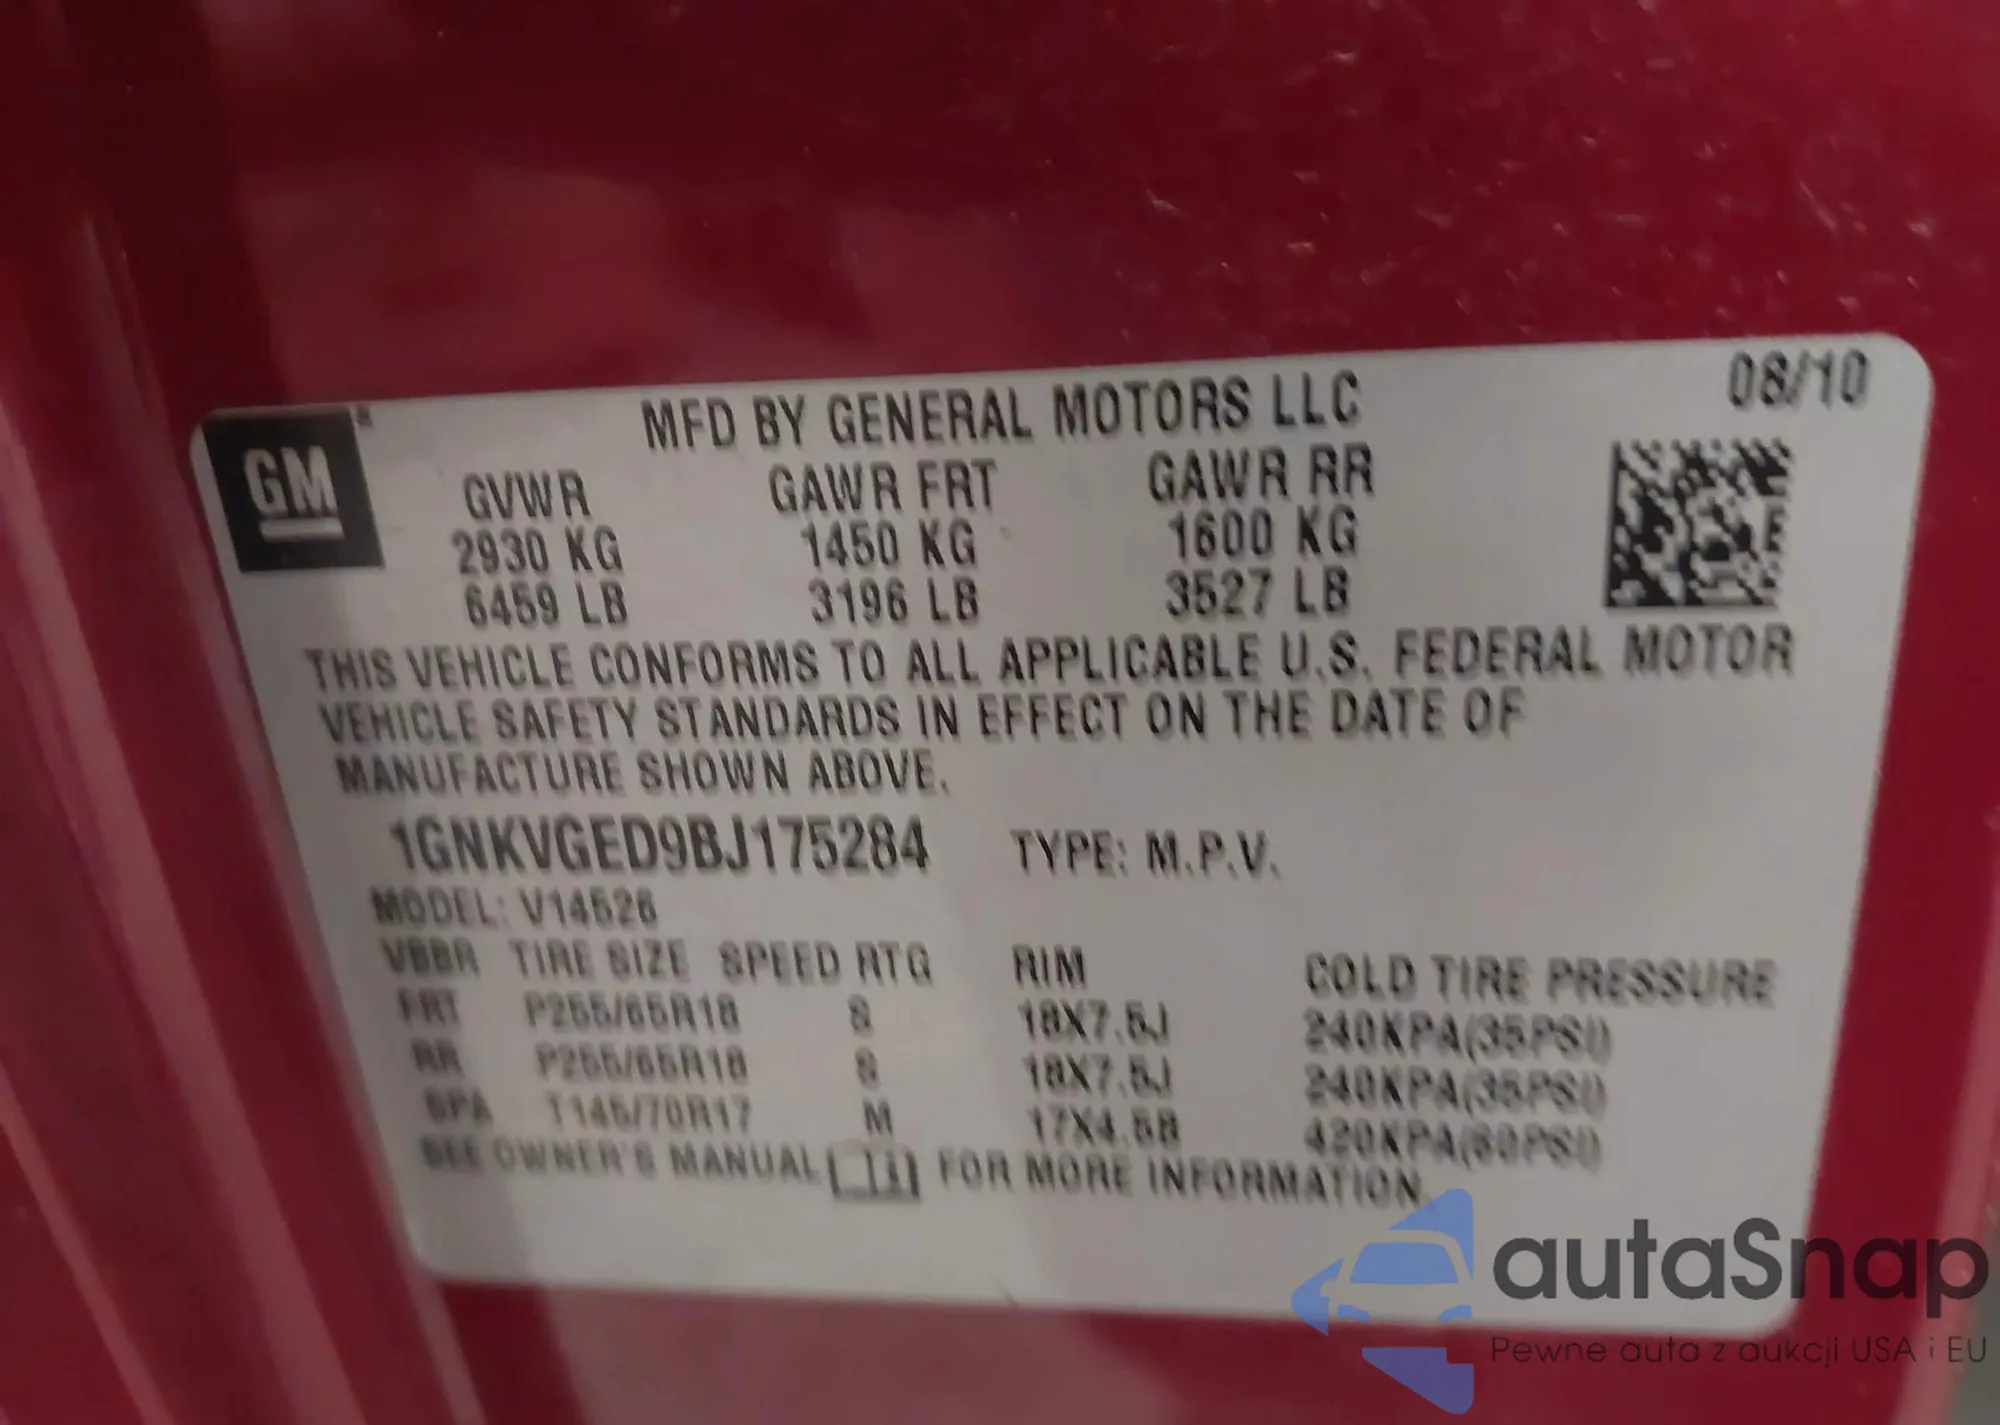 08/10
MFD BY GENERAL MOTORS LLC
GM
GVWR GAWR FRT GAWR RR
2930 KG 1450 KG 1600 KG
6459 LB 3196 LB 3527 LB
THIS VEHICLE CONFORMS TO ALL APPLICABLE U.S. FEDERAL MOTOR
VEHICLE SAFETY STANDARDS IN EFFECT ON THE DATE OF
MANUFACTURE SHOWN ABOVE.
1GNKVGED9BJ175284 TYPE: M.P.V.
MODEL: V14526
TIRE SIZE SPEED RTG RIM COLD TIRE PRESSURE
FRT P255/65R18 S 18X7.5J 240KPA(35PSI)
RR P255/65R18 S 18X7.5J 240KPA(35PSI)
SPA T145/70R17 M 17X4.5B 420KPA(60PSI)
SEE OWNER'S MANUAL FOR MORE INFORMATION.
autaSnap
Pewne auta z aukcji USA i EU